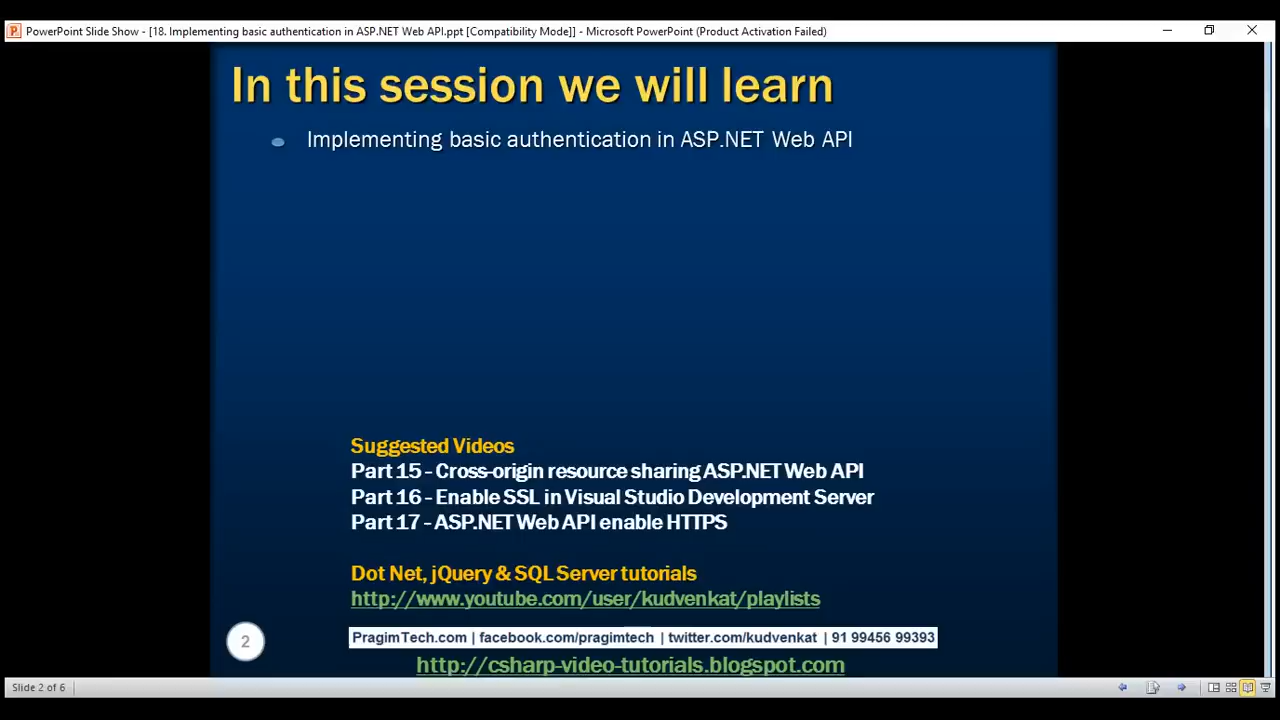 PowerPoint Slide Show - [18. Implementing basic authentication in ASP.NET Web API.ppt [Compatibility Mode]] - Microsoft PowerPoint (Product Activation Failed)
In this session we will learn
Implementing basic authentication in ASP.NET Web API
Suggested Videos
Part 15 - Cross-origin resource sharing ASP.NET Web API
Part 16 - Enable SSL in Visual Studio Development Server
Part 17 - ASP.NET Web API enable HTTPS
Dot Net, jQuery & SQL Server tutorials
http://www.youtube.com/user/kudvenkat/playlists
2
PragimTech.com | facebook.com/pragimtech | twitter.com/kudvenkat | 91 99456 99393
http://csharp-video-tutorials.blogspot.com
Slide 2 of 6